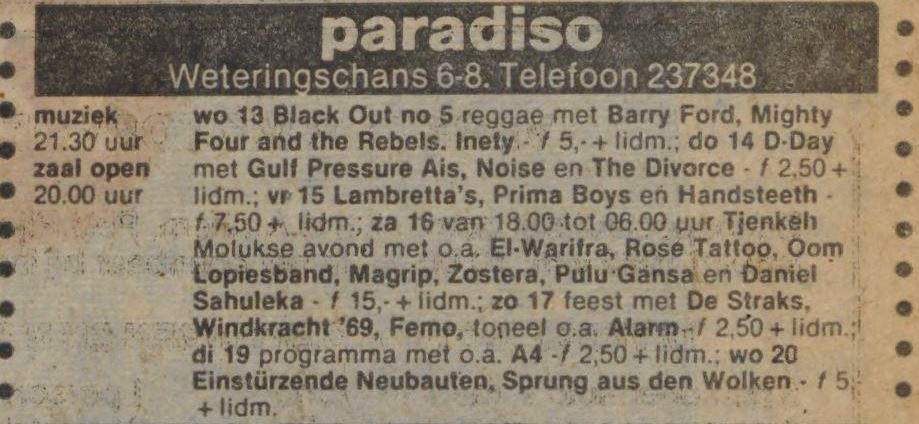 paradiso
Weteringschans 6-8. Telefoon 237348
muziek
21.30 uur
zaal open
20.00 uur
wo 13 Black Out no 5 reggae met Barry Ford, Mighty
Four and the Rebels. Inety - f 5,- + lidm.; do 14 D-Day
met Gulf Pressure Ais, Noise en The Divorce - f 2,50 +
lidm.; vr 15 Lambretta's, Prima Boys en Handsteeth -
f 7,50 + lidm.; za 16 van 18.00 tot 06.00 uur Tjenkeh
Molukse avond met o.a. El-Warifra, Rose Tattoo, Oom
Lopiesband, Magrip, Zostera, Pulu Gansa en Daniel
Sahuleka - f 15,- + lidm.; zo 17 feest met De Straks,
Windkracht '69, Femo, toneel o.a. Alarm - f 2,50 + lidm.;
di 19 programma met o.a. A4 - f 2,50 + lidm.; wo 20
Einstürzende Neubauten, Sprung aus den Wolken - f 5,-
+ lidm.